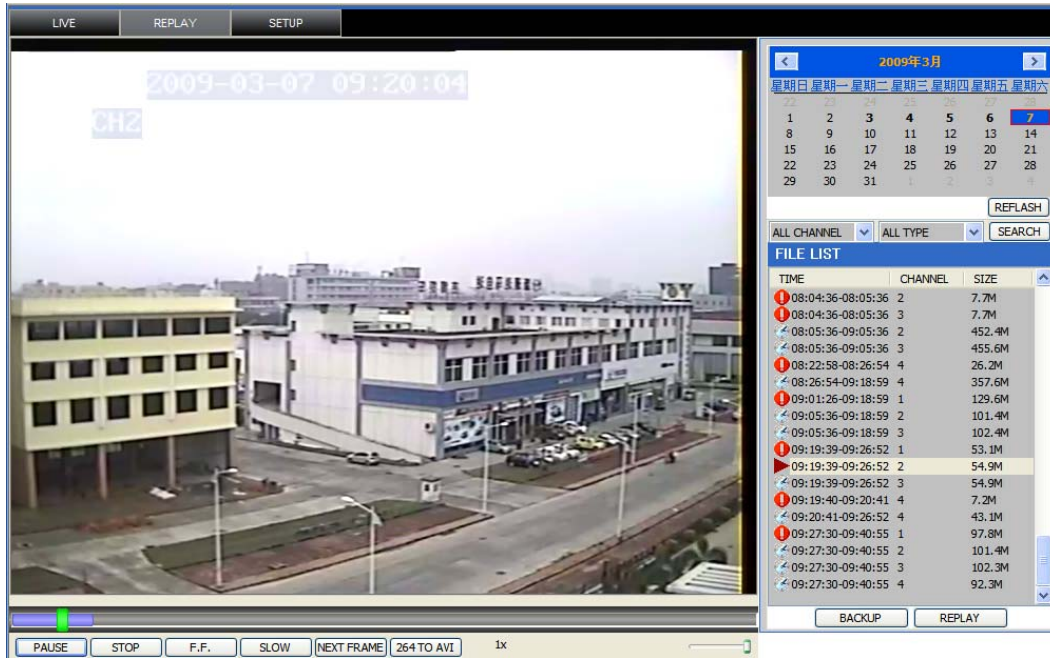 LIVE REPLAY SETUP
2009-03-07 09:20:04
CH2
2009年3月
星期日 星期一 星期二 星期三 星期四 星期五 星期六
22 23 24 25 26 27 28
1 2 3 4 5 6 7
8 9 10 11 12 13 14
15 16 17 18 19 20 21
22 23 24 25 26 27 28
29 30 31 1 2 3 4
REFLASH
ALL CHANNEL ALL TYPE SEARCH
FILE LIST
TIME CHANNEL SIZE
08:04:36-08:05:36 2 7.7M
08:04:36-08:05:36 3 7.7M
08:05:36-09:05:36 2 452.4M
08:05:36-09:05:36 3 455.6M
08:22:58-08:26:54 4 26.2M
08:26:54-09:18:59 4 357.6M
09:01:26-09:18:59 1 129.6M
09:05:36-09:18:59 2 101.4M
09:05:36-09:18:59 3 102.4M
09:19:39-09:26:52 1 53.1M
09:19:39-09:26:52 2 54.9M
09:19:39-09:26:52 3 54.9M
09:19:40-09:20:41 4 7.2M
09:20:41-09:26:52 4 43.1M
09:27:30-09:40:55 1 97.8M
09:27:30-09:40:55 2 101.4M
09:27:30-09:40:55 3 102.3M
09:27:30-09:40:55 4 92.3M
BACKUP REPLAY
PAUSE STOP F.F. SLOW NEXT FRAME 264 TO AVI 1x